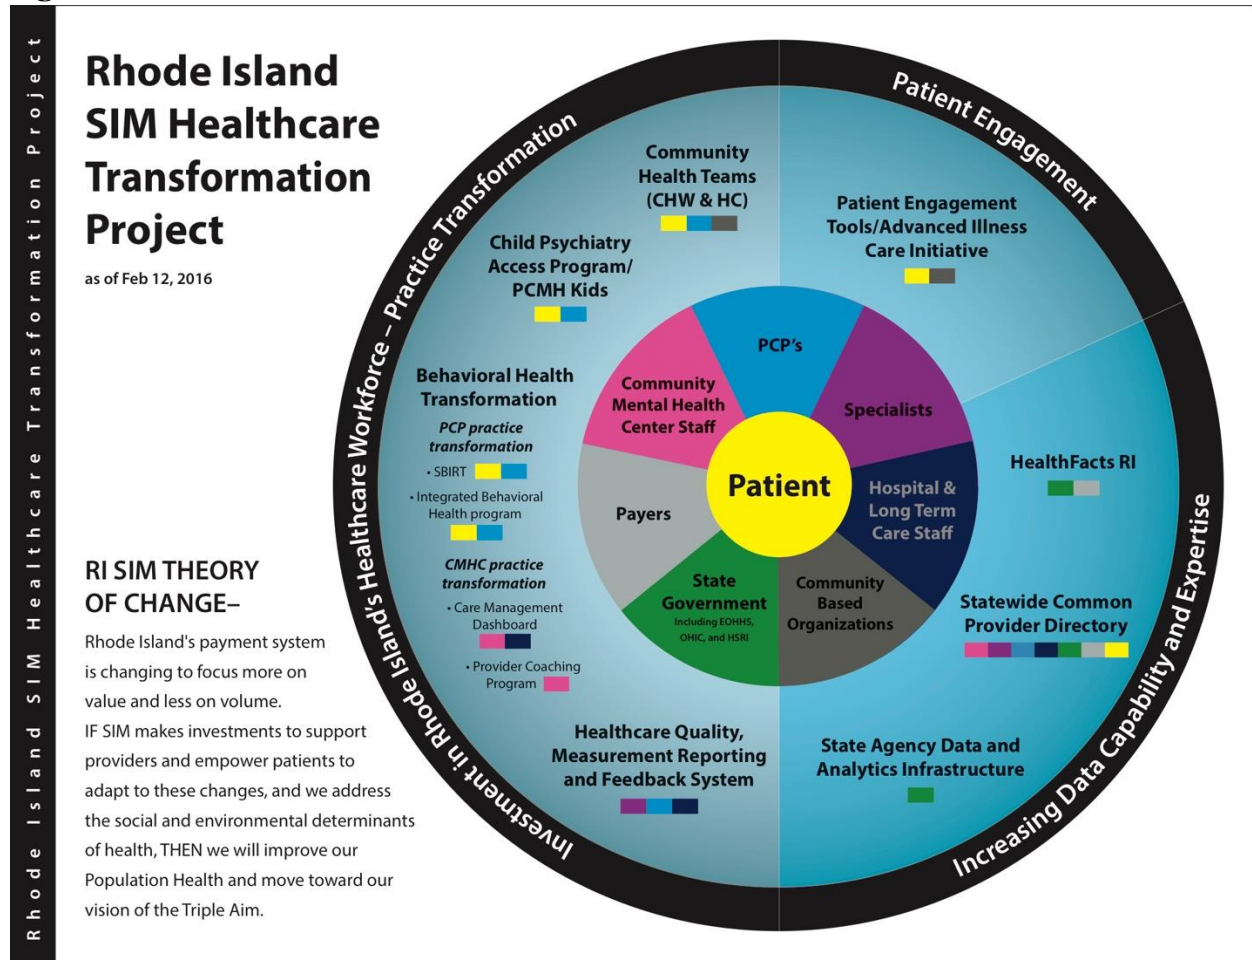 Rhode Island SIM Healthcare Transformation Project
Rhode Island
SIM Healthcare
Transformation
Project
as of Feb 12, 2016
RI SIM THEORY
OF CHANGE–
Rhode Island's payment system
is changing to focus more on
value and less on volume.
IF SIM makes investments to support
providers and empower patients to
adapt to these changes, and we address
the social and environmental determinants
of health, THEN we will improve our
Population Health and move toward our
vision of the Triple Aim.
Investment in Rhode Island's Healthcare Workforce – Practice Transformation
Community
Health Teams
(CHW & HC)
Child Psychiatry
Access Program/
PCMH Kids
Behavioral Health
Transformation
PCP practice
transformation
• SBIRT
• Integrated Behavioral
Health program
CMHC practice
transformation
• Care Management
Dashboard
• Provider Coaching
Program
Healthcare Quality,
Measurement Reporting
and Feedback System
Patient Engagement
Patient Engagement
Tools/Advanced Illness
Care Initiative
Increasing Data Capability and Expertise
HealthFacts RI
Statewide Common
Provider Directory
State Agency Data and
Analytics Infrastructure
PCP's
Specialists
Hospital &
Long Term
Care Staff
Community
Based
Organizations
State
Government
Including EOHHS,
OHIC, and HSRI
Payers
Community
Mental Health
Center Staff
Patient